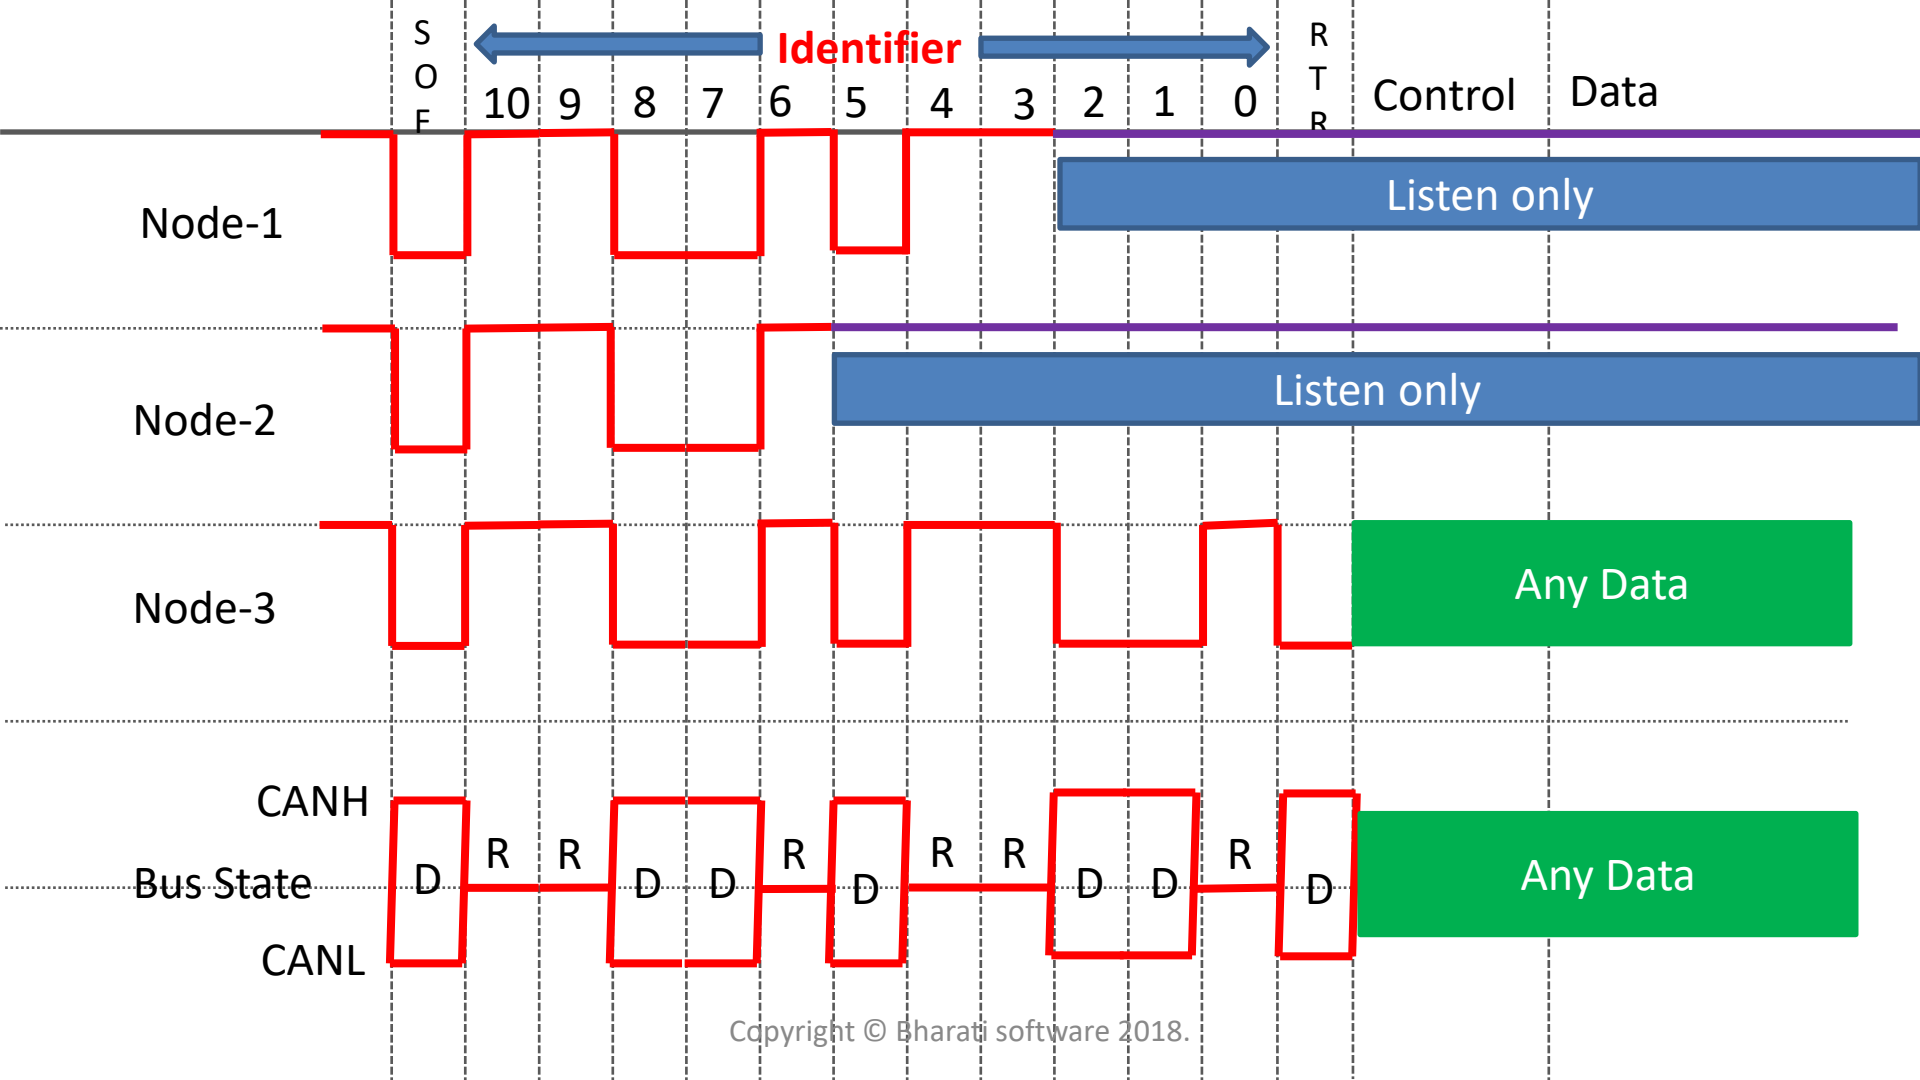 S
O
F
Identifier
R
T
R
10 9 8 7 6 5 4 3 2 1 0
Control
Data
Node-1
Listen only
Node-2
Listen only
Node-3
Any Data
CANH
Bus State
CANL
D R R D D R D R R D D R D
Any Data
Copyright © Bharati software 2018.